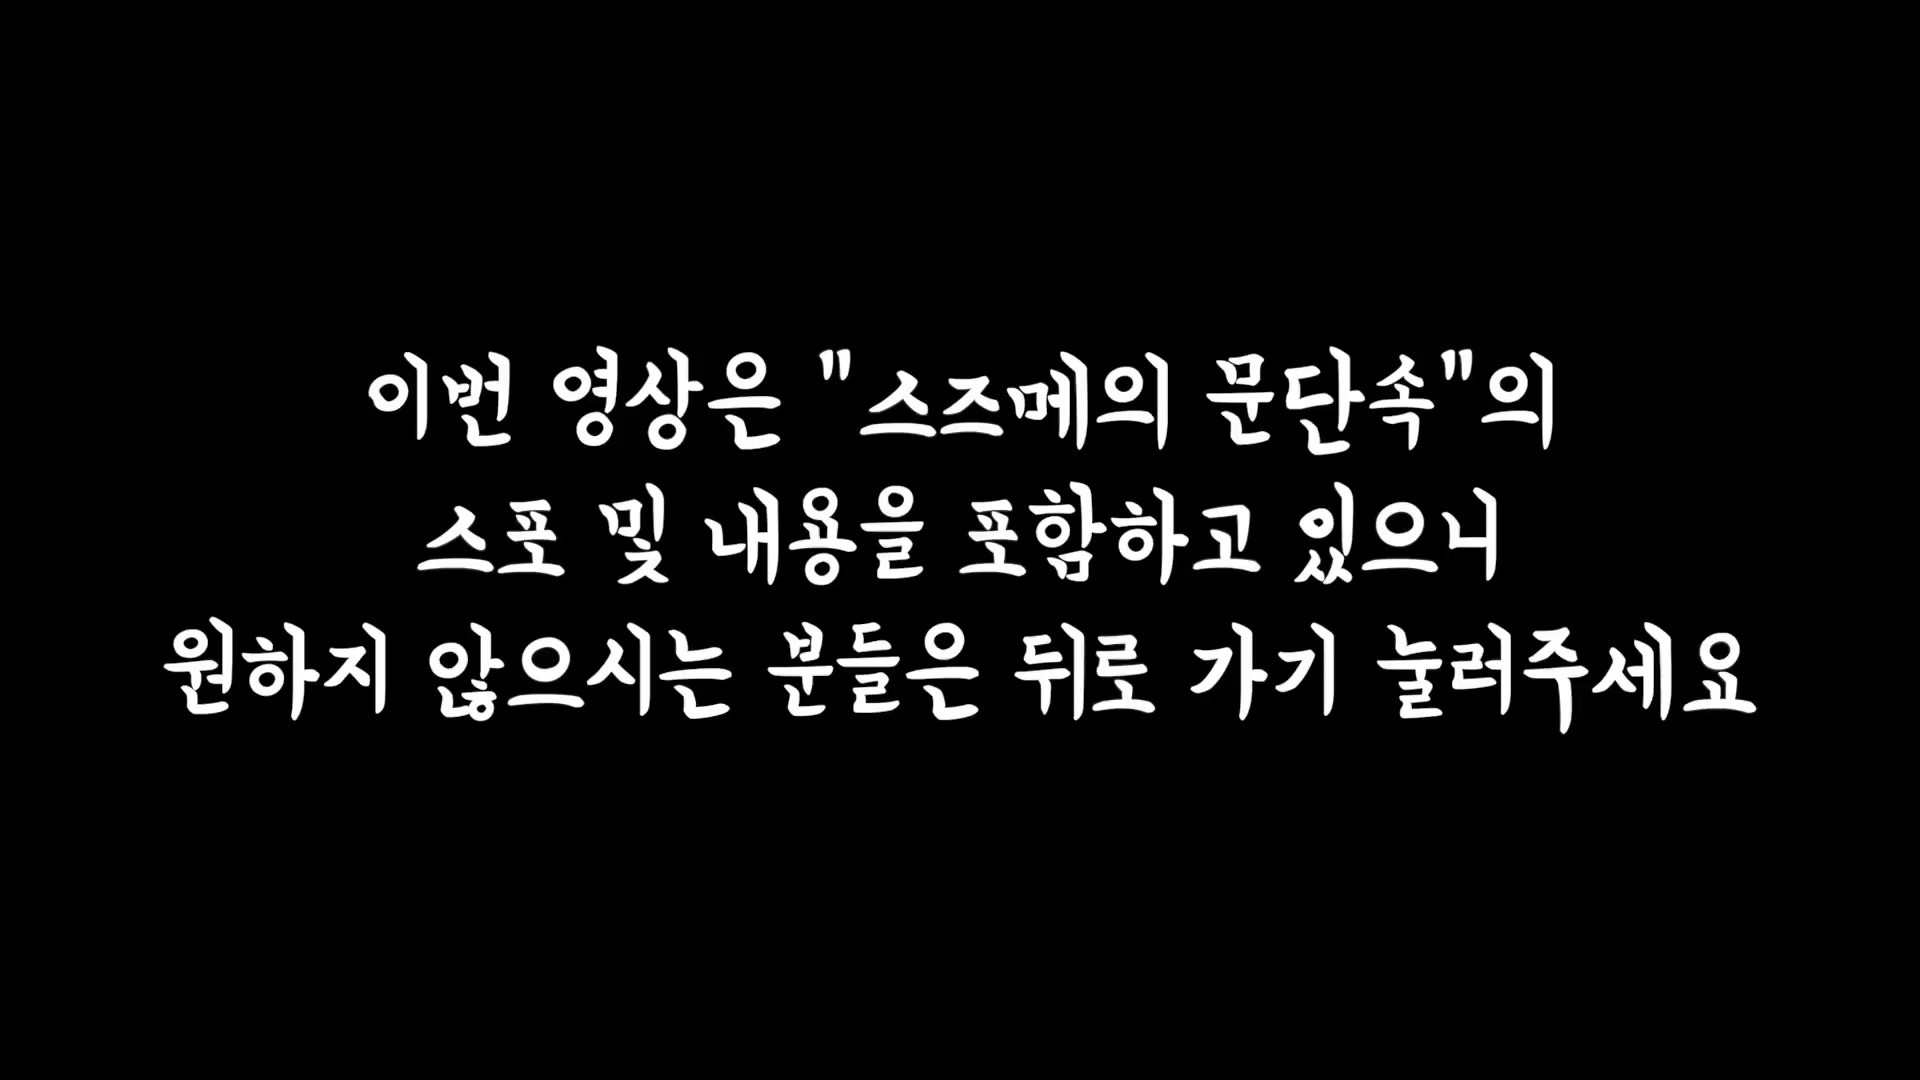 이번 영상은 "스즈메의 문단속"의
스포 및 내용을 포함하고 있으니
원하지 않으시는 분들은 뒤로 가기 눌러주세요